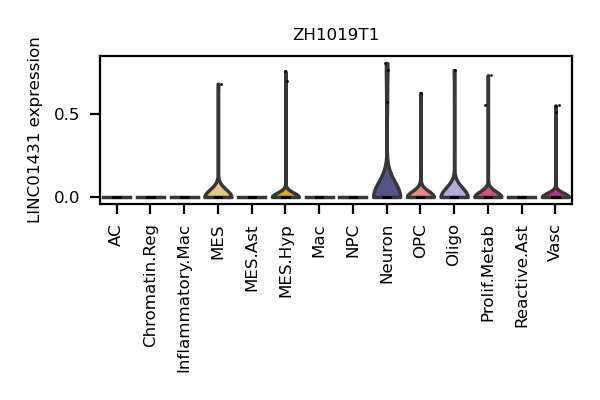 ZH1019T1
LINC01431 expression
0.5
0.0
AC
Chromatin.Reg
Inflammatory.Mac
MES
MES.Ast
MES.Hyp
Mac
NPC
Neuron
OPC
Oligo
Prolif.Metab
Reactive.Ast
Vasc